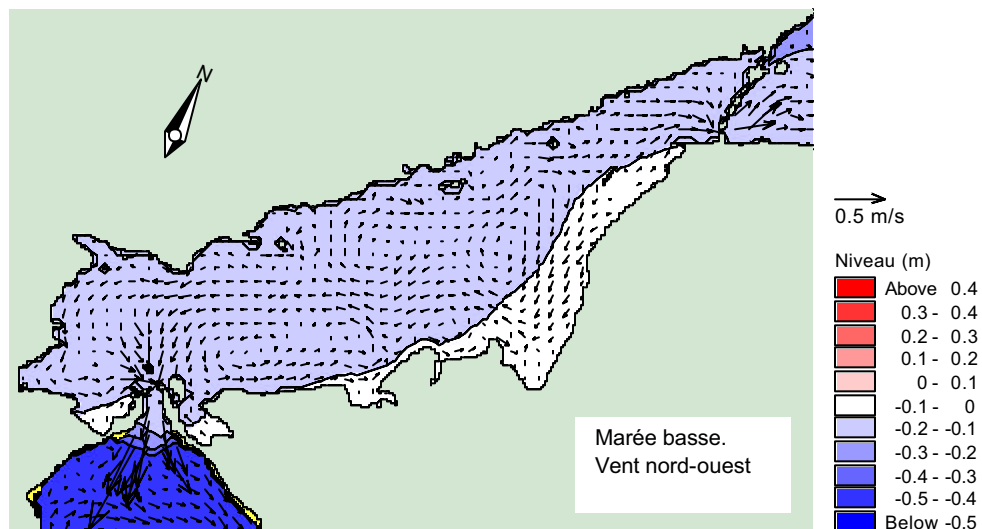 N
0.5 m/s
Niveau (m)
Above 0.4
0.3 - 0.4
0.2 - 0.3
0.1 - 0.2
0 - 0.1
-0.1 - 0
-0.2 - -0.1
-0.3 - -0.2
-0.4 - -0.3
-0.5 - -0.4
Below -0.5
Marée basse.
Vent nord-ouest